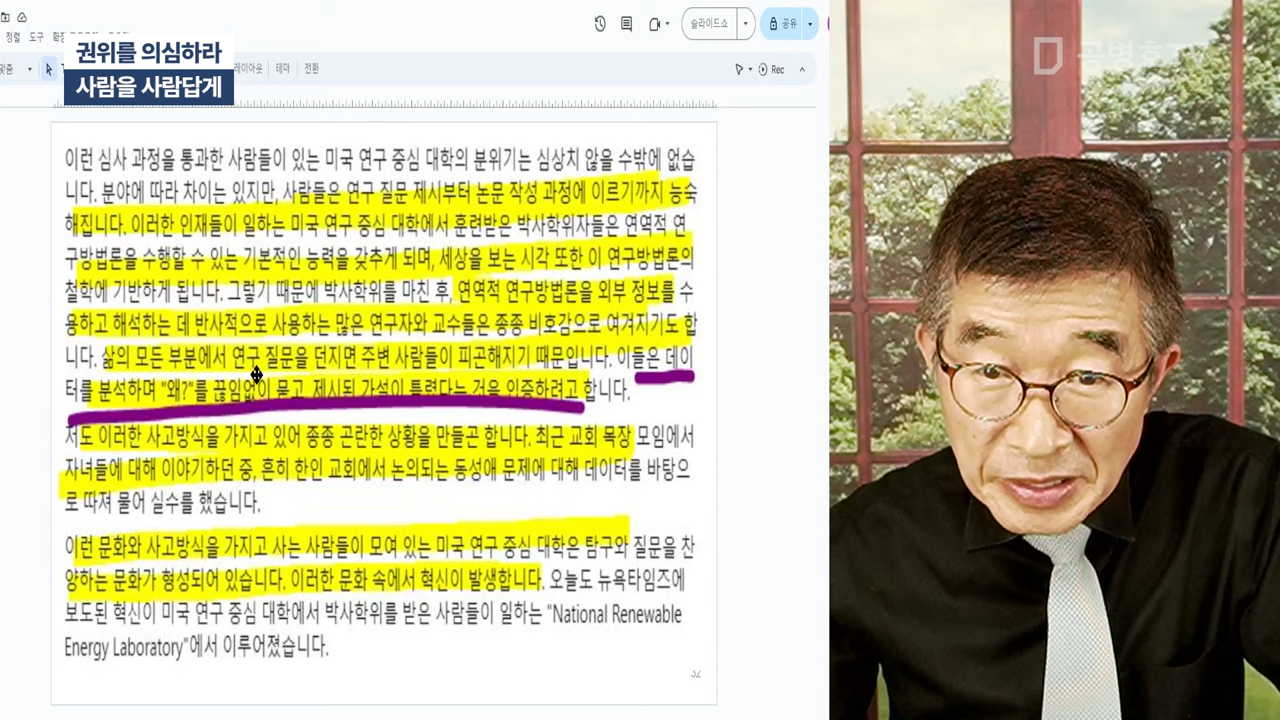 정렬 도구
슬라이드쇼
공유
권위를 의심하라
사람을 사람답게
맞춤
레이아웃 테마 전환
Rec
공병호TV
이런 심사 과정을 통과한 사람들이 있는 미국 연구 중심 대학의 분위기는 심상치 않을 수밖에 없습
니다. 분야에 따라 차이는 있지만, 사람들은 연구 질문 제시부터 논문 작성 과정에 이르기까지 능숙
해집니다. 이러한 인재들이 일하는 미국 연구 중심 대학에서 훈련받은 박사학위자들은 연역적 연
구방법론을 수행할 수 있는 기본적인 능력을 갖추게 되며, 세상을 보는 시각 또한 이 연구방법론의
철학에 기반하게 됩니다. 그렇기 때문에 박사학위를 마친 후, 연역적 연구방법론을 외부 정보를 수
용하고 해석하는 데 반사적으로 사용하는 많은 연구자와 교수들은 종종 비호감으로 여겨지기도 합
니다. 삶의 모든 부분에서 연구 질문을 던지면 주변 사람들이 피곤해지기 때문입니다. 이들은 데이
터를 분석하며 "왜?"를 끊임없이 묻고, 제시된 가설이 틀렸다는 것을 입증하려고 합니다.
저도 이러한 사고방식을 가지고 있어 종종 곤란한 상황을 만들곤 합니다. 최근 교회 목장 모임에서
자녀들에 대해 이야기하던 중, 흔히 한인 교회에서 논의되는 동성애 문제에 대해 데이터를 바탕으
로 따져 물어 실수를 했습니다.
이런 문화와 사고방식을 가지고 사는 사람들이 모여 있는 미국 연구 중심 대학은 탐구와 질문을 찬
양하는 문화가 형성되어 있습니다. 이러한 문화 속에서 혁신이 발생합니다. 오늘도 뉴욕타임즈에
보도된 혁신이 미국 연구 중심 대학에서 박사학위를 받은 사람들이 일하는 "National Renewable
Energy Laboratory"에서 이루어졌습니다.
32